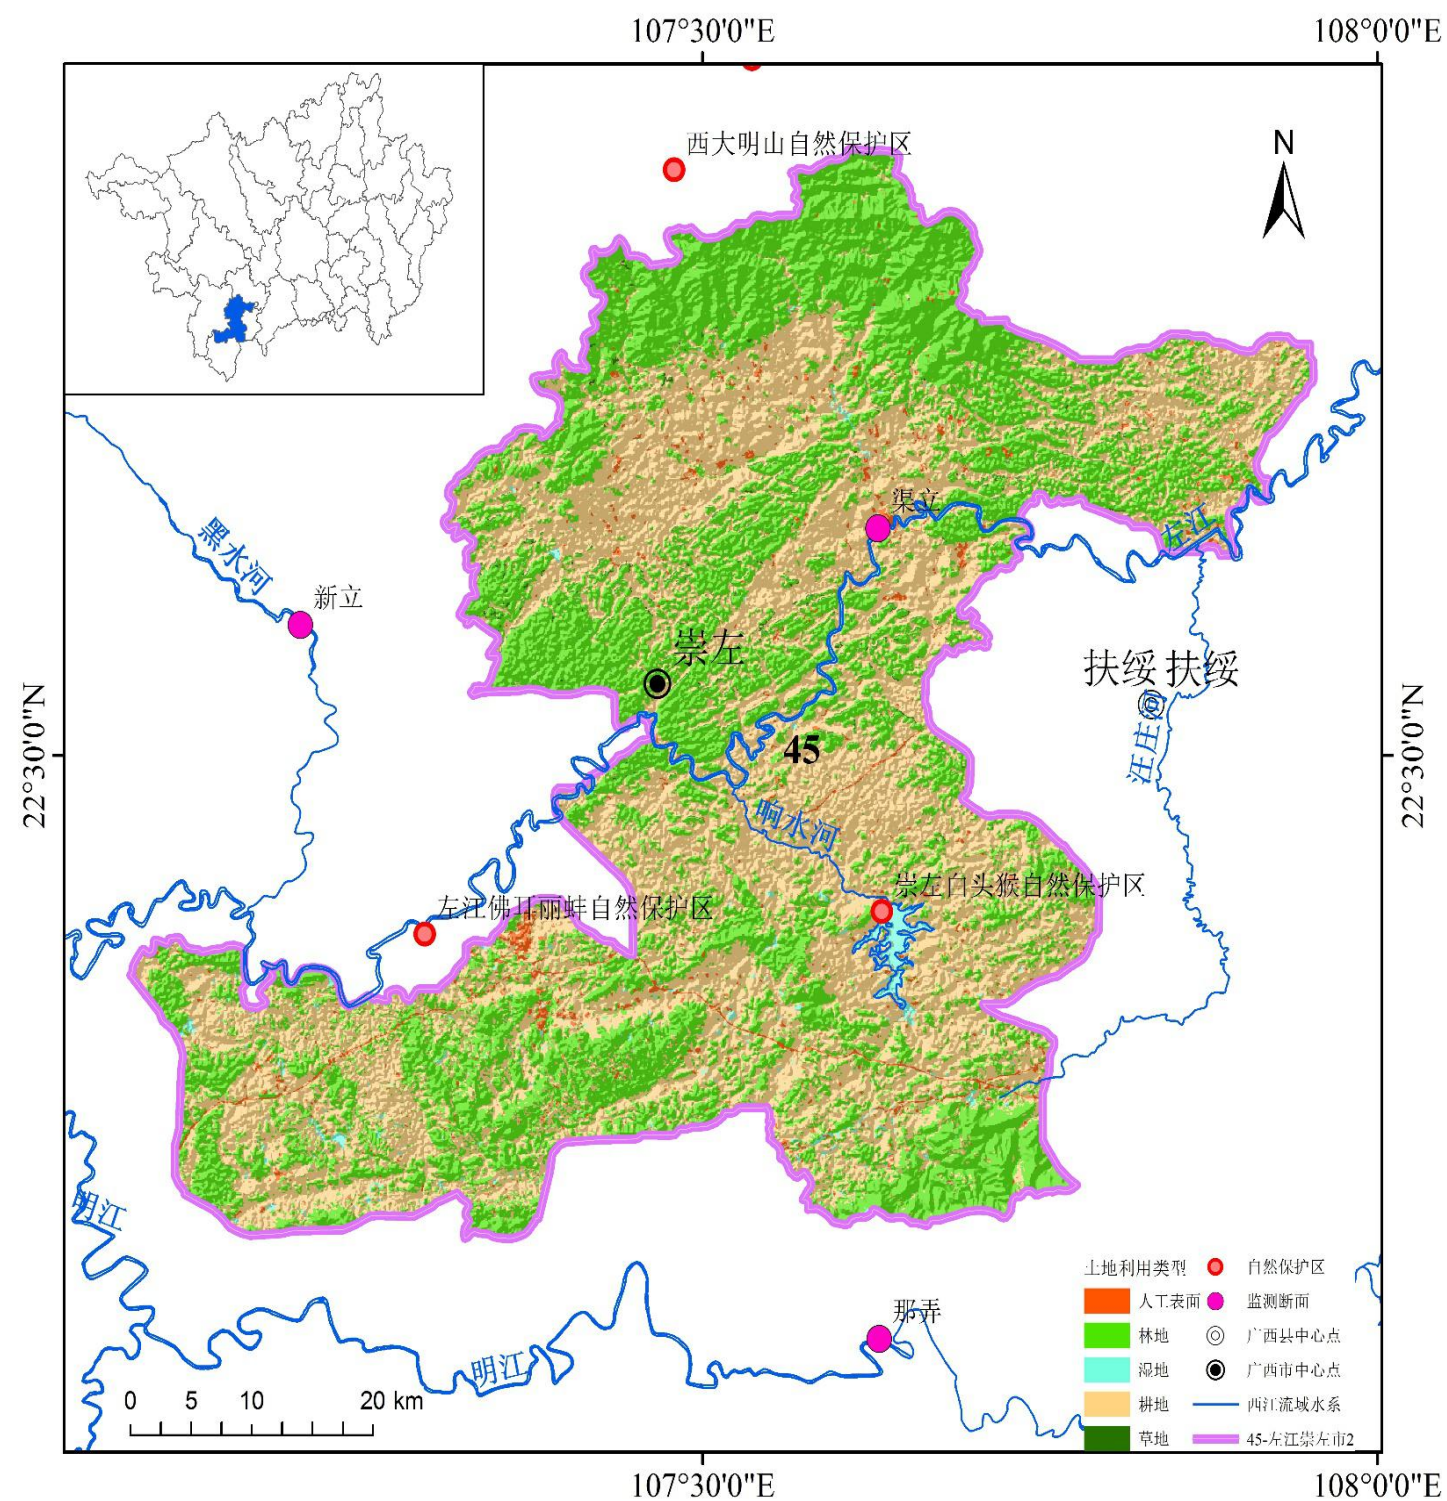 107°30'0"E
108°0'0"E
西大明山自然保护区
N
渠立
左江
黑水河
新立
崇左
扶绥 扶绥
汪庄河
22°30'0"N
22°30'0"N
45
响水河
崇左白头猴自然保护区
左江佛耳丽蚌自然保护区
明江
那弄
明江
土地利用类型
自然保护区
人工表面
监测断面
林地
广西县中心点
湿地
广西市中心点
耕地
西江流域水系
草地
45-左江崇左市2
0 5 10 20 km
107°30'0"E
108°0'0"E